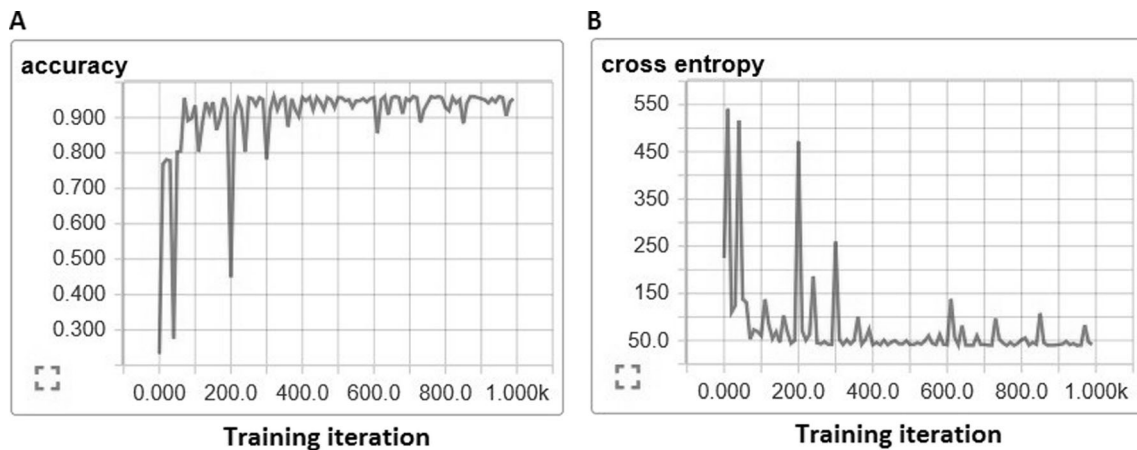 A
accuracy
0.900
0.800
0.700
0.600
0.500
0.400
0.300
0.000 200.0 400.0 600.0 800.0 1.000k
Training iteration
B
cross entropy
550
450
350
250
150
50.0
0.000 200.0 400.0 600.0 800.0 1.000k
Training iteration